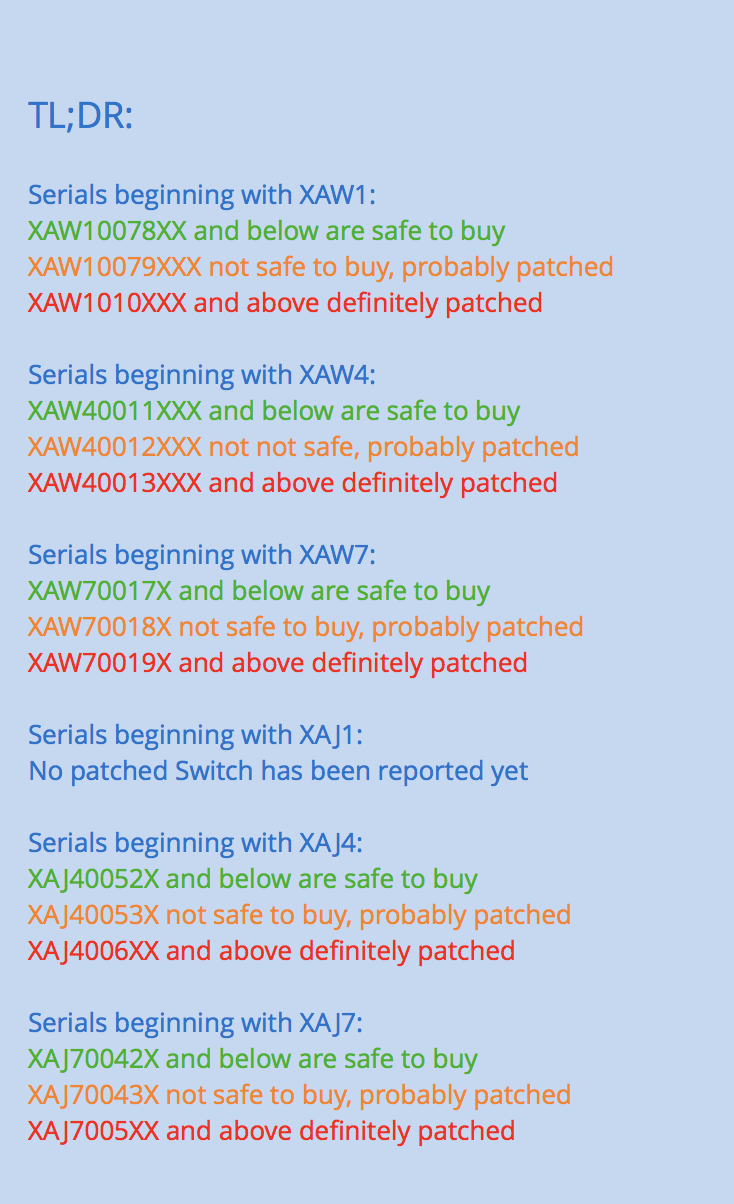 TL;DR:
Serials beginning with XAW1:
XAW10078XX and below are safe to buy
XAW10079XXX not safe to buy, probably patched
XAW1010XXX and above definitely patched
Serials beginning with XAW4:
XAW40011XXX and below are safe to buy
XAW40012XXX not not safe, probably patched
XAW40013XXX and above definitely patched
Serials beginning with XAW7:
XAW70017X and below are safe to buy
XAW70018X not safe to buy, probably patched
XAW70019X and above definitely patched
Serials beginning with XAJ1:
No patched Switch has been reported yet
Serials beginning with XAJ4:
XAJ40052X and below are safe to buy
XAJ40053X not safe to buy, probably patched
XAJ4006XX and above definitely patched
Serials beginning with XAJ7:
XAJ70042X and below are safe to buy
XAJ70043X not safe to buy, probably patched
XAJ7005XX and above definitely patched